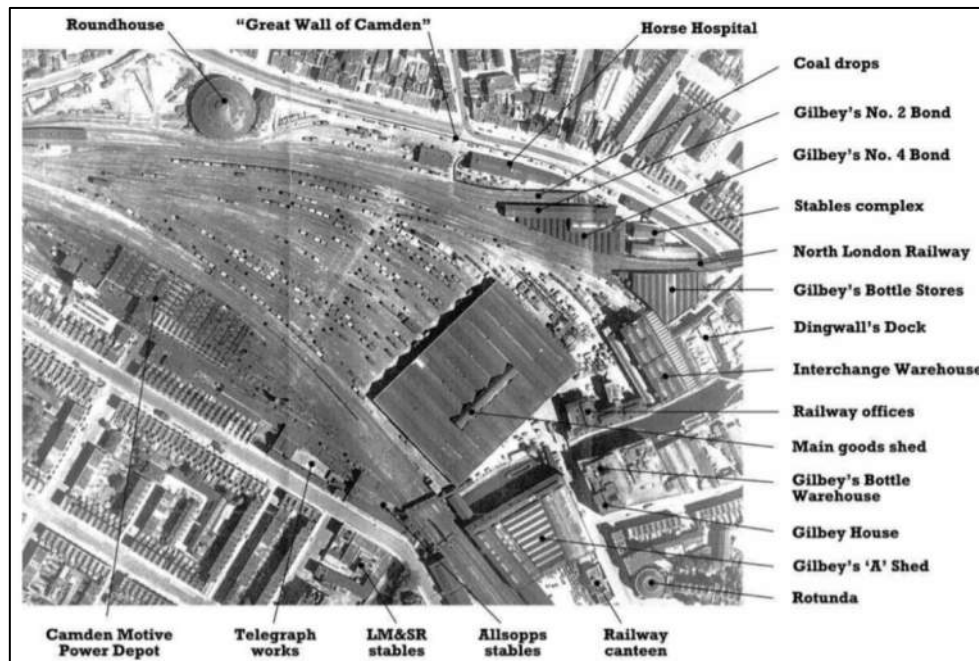 Roundhouse
“Great Wall of Camden”
Horse Hospital
Coal drops
Gilbey’s No. 2 Bond
Gilbey’s No. 4 Bond
Stables complex
North London Railway
Gilbey’s Bottle Stores
Dingwall’s Dock
Interchange Warehouse
Railway offices
Main goods shed
Gilbey’s Bottle
Warehouse
Gilbey House
Gilbey’s ‘A’ Shed
Rotunda
Camden Motive
Power Depot
Telegraph
works
LM&SR
stables
Allsopps
stables
Railway
canteen